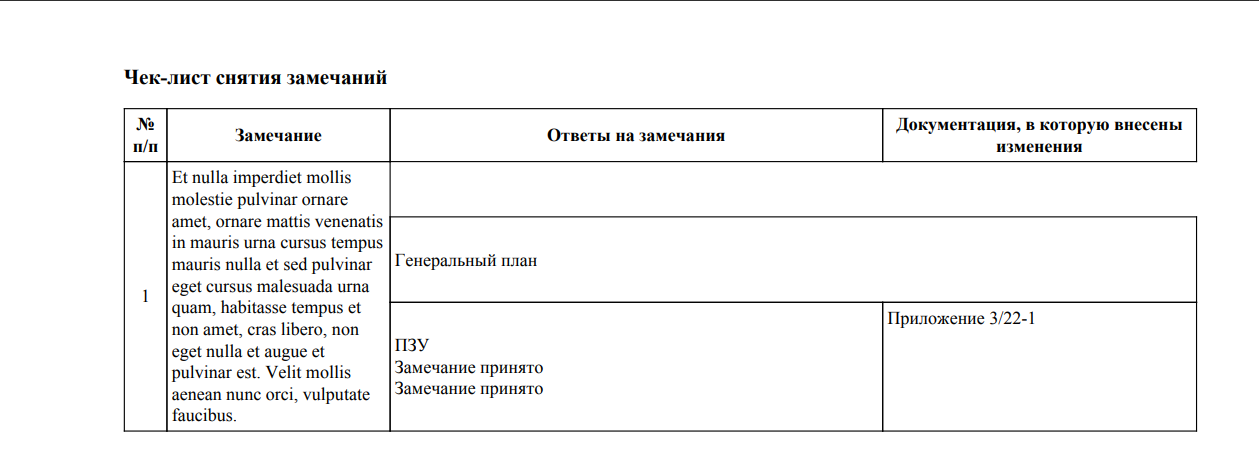 Чек-лист снятия замечаний
№
п/п
Замечание
Ответы на замечания
Документация, в которую внесены
изменения
1
Et nulla imperdiet mollis
molestie pulvinar ornare
amet, ornare mattis venenatis
in mauris urna cursus tempus
mauris nulla et sed pulvinar
eget cursus malesuada urna
quam, habitasse tempus et
non amet, cras libero, non
eget nulla et augue et
pulvinar est. Velit mollis
aenean nunc orci, vulputate
faucibus.
Генеральный план
ПЗУ
Замечание принято
Замечание принято
Приложение 3/22-1